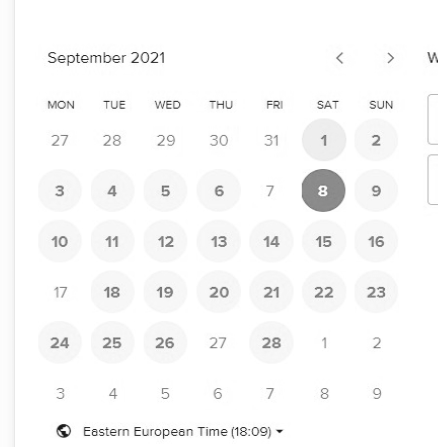 September 2021 < > W
MON TUE WED THU FRI SAT SUN
27 28 29 30 31 1 2
3 4 5 6 7 8 9
10 11 12 13 14 15 16
17 18 19 20 21 22 23
24 25 26 27 28 1 2
3 4 5 6 7 8 9
Eastern European Time (18:09)